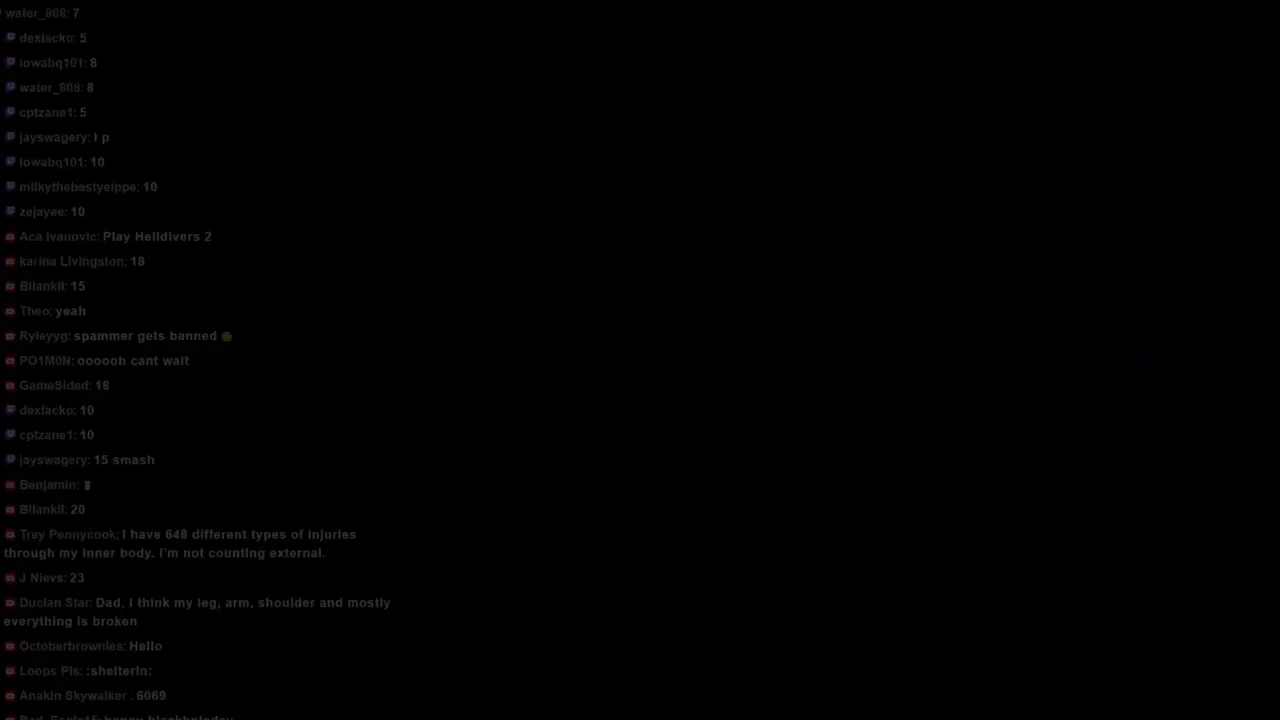 water_808: 7
dexlacko: 5
iowabq101: 8
water_808: 8
cptzane1: 5
jayswagery: i p
iowabq101: 10
milkythebestyeippe: 10
zejayee: 10
Aca Ivanovic: Play Helldivers 2
karina Livingston: 18
Bliankii: 15
Theo: yeah
Ryleyyg: spammer gets banned
PO1M0N: oooooh cant wait
GameSided: 18
dexlacko: 10
cptzane1: 10
jayswagery: 15 smash
Benjamin:
Bliankii: 20
Trey Pennycook: I have 648 different types of injuries
through my inner body. I'm not counting external.
J Nievs: 23
Ducian Star: Dad, I think my leg, arm, shoulder and mostly
everything is broken
Octoberbrownies: Hello
Loops Pls: :shelterin:
Anakin Skywalker : 6069